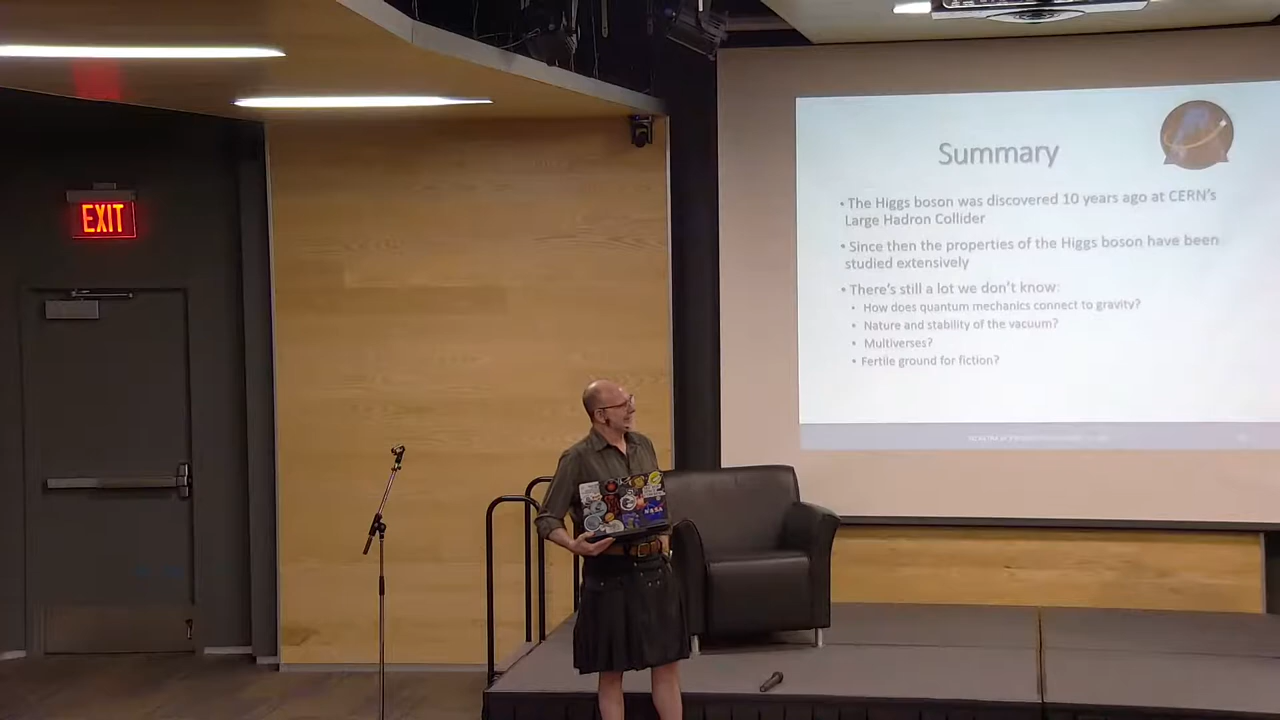 EXIT
Summary
• The Higgs boson was discovered 10 years ago at CERN's
Large Hadron Collider
• Since then the properties of the Higgs boson have been
studied extensively
• There's still a lot we don't know:
• How does quantum mechanics connect to gravity?
• Nature and stability of the vacuum?
• Multiverses?
• Fertile ground for fiction?
NASA